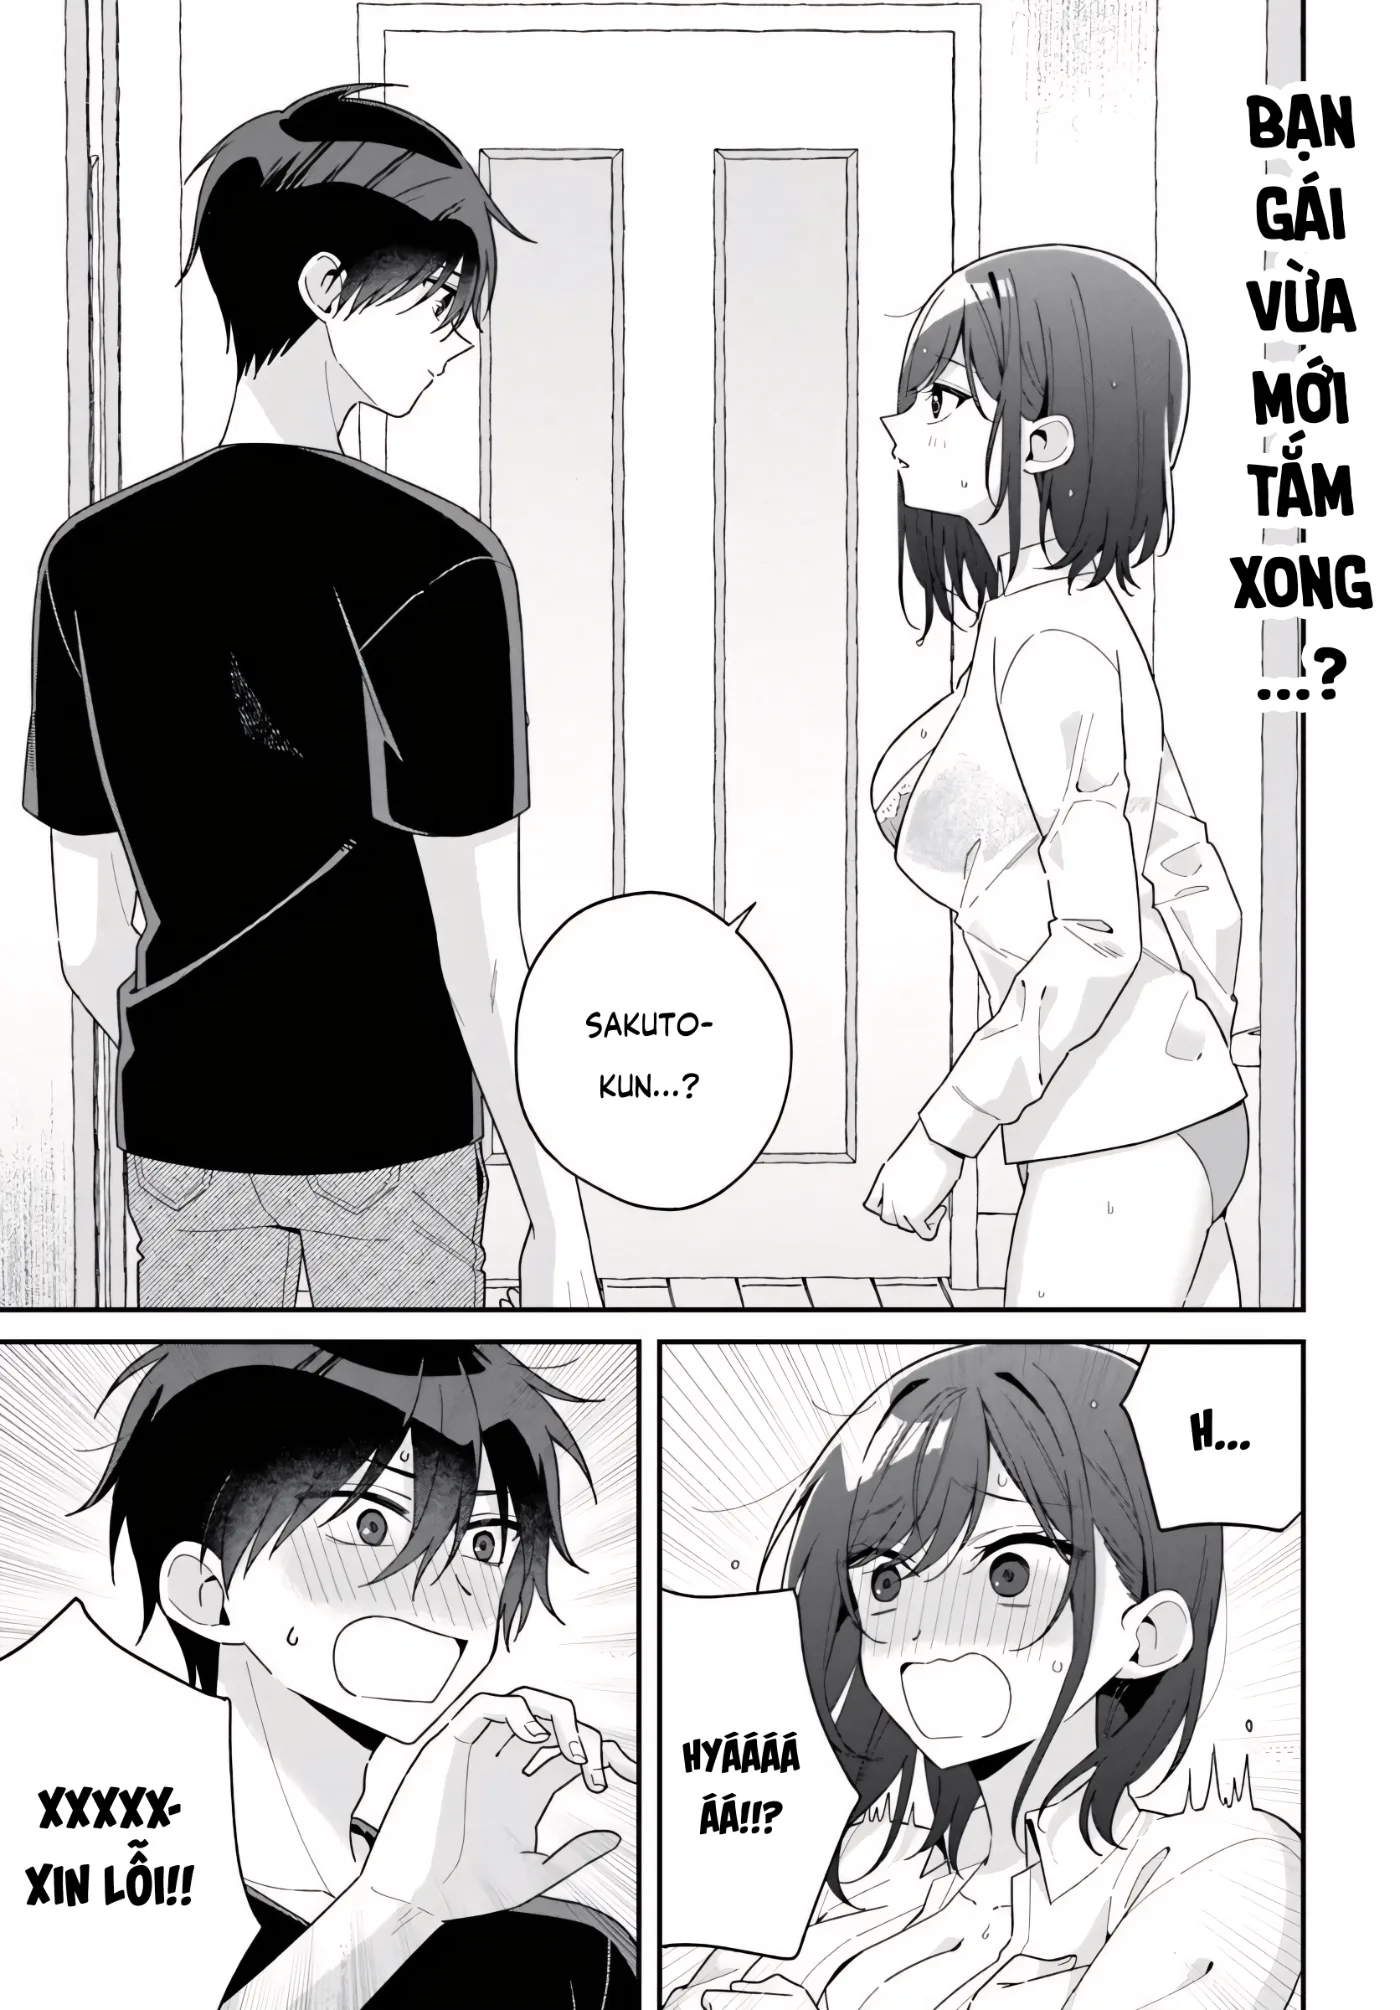 BẠN
GÁI
VỪA
MỚI
TẮM
XONG
...?
SAKUTO-
KUN...?
H...
HYÁÁÁÁ
ÁÁ!!?
XXXXX-
XIN LỖI!!